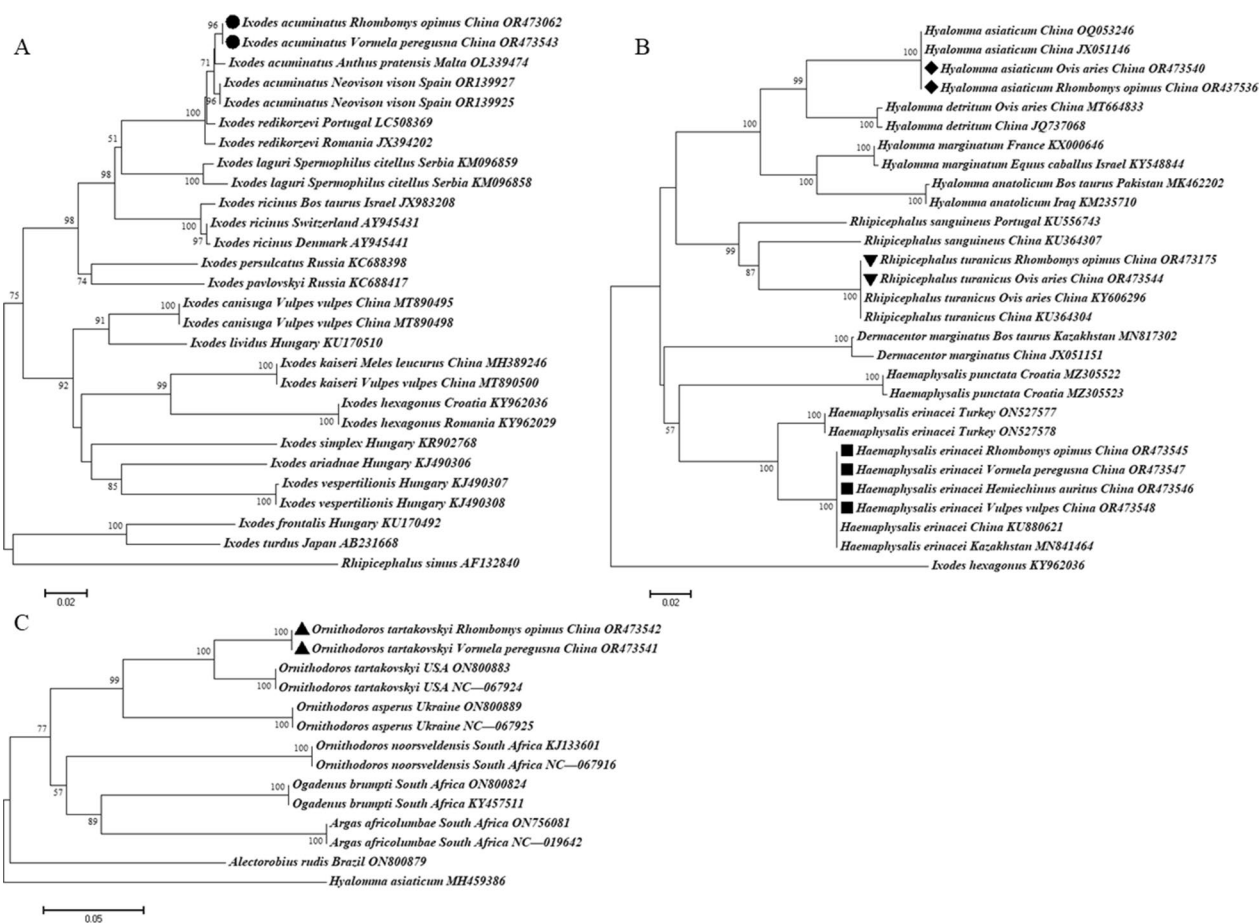 A
Ixodes acuminatus Rhombomys opimus China OR473062
96
Ixodes acuminatus Vormela peregusna China OR473543
71
Ixodes acuminatus Anthus pratensis Malta OL339474
Ixodes acuminatus Neovison vison Spain OR139927
96
Ixodes acuminatus Neovison vison Spain OR139925
100
Ixodes redikorzevi Portugal LC508369
Ixodes redikorzevi Romania JX394202
51
Ixodes laguri Spermophilus citellus Serbia KM096859
100
Ixodes laguri Spermophilus citellus Serbia KM096858
98
Ixodes ricinus Bos taurus Israel JX983208
100
Ixodes ricinus Switzerland AY945431
97
Ixodes ricinus Denmark AY945441
98
Ixodes persulcatus Russia KC688398
74
Ixodes pavlovskyi Russia KC688417
75
Ixodes canisuga Vulpes vulpes China MT890495
100
Ixodes canisuga Vulpes vulpes China MT890498
91
Ixodes lividus Hungary KU170510
92
Ixodes kaiseri Meles leucurus China MH389246
100
Ixodes kaiseri Vulpes vulpes China MT890500
99
Ixodes hexagonus Croatia KY962036
100
Ixodes hexagonus Romania KY962029
Ixodes simplex Hungary KR902768
Ixodes ariadnae Hungary KJ490306
85
Ixodes vespertilionis Hungary KJ490307
100
Ixodes vespertilionis Hungary KJ490308
Ixodes frontalis Hungary KU170492
100
Ixodes turdus Japan AB231668
Rhipicephalus simus AF132840
0.02
B
Hyalomma asiaticum China OQ053246
100
Hyalomma asiaticum China JX051146
Hyalomma asiaticum Ovis aries China OR473540
99
Hyalomma asiaticum Rhombomys opimus China OR437536
Hyalomma detritum Ovis aries China MT664833
100
Hyalomma detritum China JQ737068
100
Hyalomma marginatum France KX000646
100
Hyalomma marginatum Equus caballus Israel KY548844
100
Hyalomma anatolicum Bos taurus Pakistan MK462202
100
Hyalomma anatolicum Iraq KM235710
Rhipicephalus sanguineus Portugal KU556743
99
Rhipicephalus sanguineus China KU364307
87
Rhipicephalus turanicus Rhombomys opimus China OR473175
Rhipicephalus turanicus Ovis aries China OR473544
100
Rhipicephalus turanicus Ovis aries China KY606296
Rhipicephalus turanicus China KU364304
Dermacentor marginatus Bos taurus Kazakhstan MN817302
100
Dermacentor marginatus China JX051151
Haemaphysalis punctata Croatia MZ305522
100
Haemaphysalis punctata Croatia MZ305523
57
Haemaphysalis erinacei Turkey ON527577
100
Haemaphysalis erinacei Turkey ON527578
100
Haemaphysalis erinacei Rhombomys opimus China OR473545
Haemaphysalis erinacei Vormela peregusna China OR473547
Haemaphysalis erinacei Hemiechinus auritus China OR473546
100
Haemaphysalis erinacei Vulpes vulpes China OR473548
Haemaphysalis erinacei China KU880621
Haemaphysalis erinacei Kazakhstan MN841464
Ixodes hexagonus KY962036
0.02
C
100
Ornithodoros tartakovskyi Rhombomys opimus China OR473542
Ornithodoros tartakovskyi Vormela peregusna China OR473541
100
Ornithodoros tartakovskyi USA ON800883
100
Ornithodoros tartakovskyi USA NC—067924
99
Ornithodoros asperus Ukraine ON800889
100
Ornithodoros asperus Ukraine NC—067925
77
Ornithodoros noorsveldensis South Africa KJ133601
100
Ornithodoros noorsveldensis South Africa NC—067916
57
Ogadenus brumpti South Africa ON800824
100
Ogadenus brumpti South Africa KY457511
89
Argas africolumbae South Africa ON756081
100
Argas africolumbae South Africa NC—019642
Alectorobius rudis Brazil ON800879
Hyalomma asiaticum MH459386
0.05